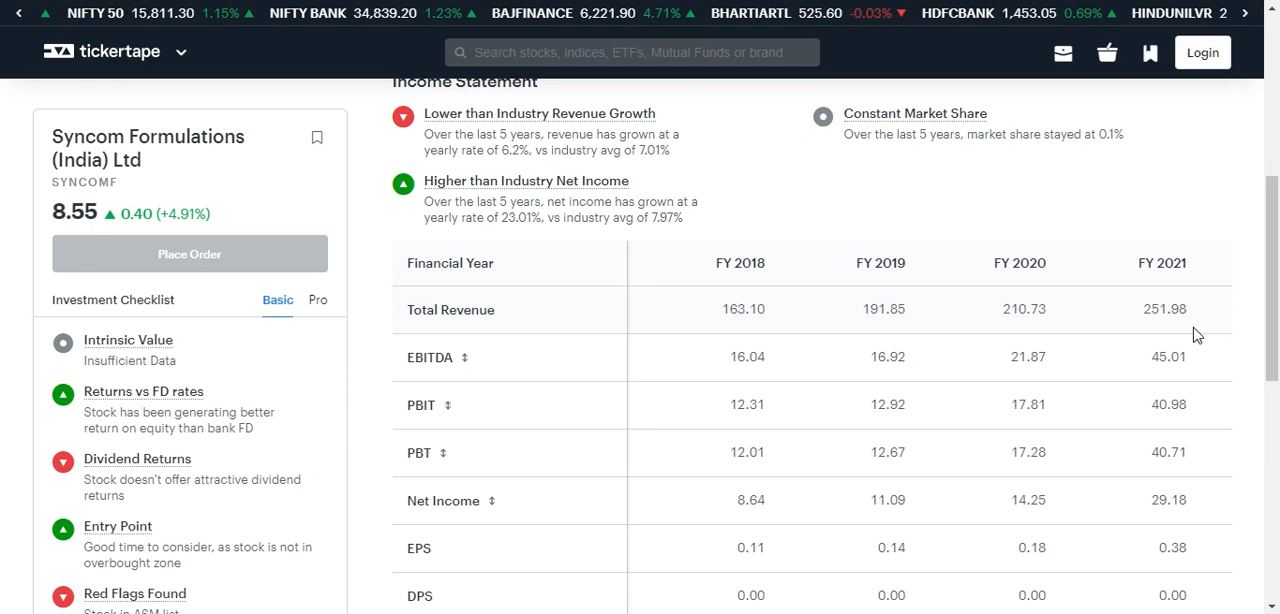 NIFTY 50 15,811.30 1.15% NIFTY BANK 34,839.20 1.23% BAJFINANCE 6,221.90 4.71% BHARTIARTL 525.60 -0.03% HDFCBANK 1,453.05 0.69% HINDUNILVR 2
tickertape
Search stocks, indices, ETFs, Mutual Funds or brand
Login
Income Statement
Syncom Formulations
(India) Ltd
SYNCOMF
8.55 0.40 (+4.91%)
Place Order
Investment Checklist Basic Pro
Intrinsic Value
Insufficient Data
Returns vs FD rates
Stock has been generating better
return on equity than bank FD
Dividend Returns
Stock doesn't offer attractive dividend
returns
Entry Point
Good time to consider, as stock is not in
overbought zone
Red Flags Found
Stock in ASM list
Lower than Industry Revenue Growth
Over the last 5 years, revenue has grown at a
yearly rate of 6.2%, vs industry avg of 7.01%
Constant Market Share
Over the last 5 years, market share stayed at 0.1%
Higher than Industry Net Income
Over the last 5 years, net income has grown at a
yearly rate of 23.01%, vs industry avg of 7.97%
Financial Year FY 2018 FY 2019 FY 2020 FY 2021
Total Revenue 163.10 191.85 210.73 251.98
EBITDA 16.04 16.92 21.87 45.01
PBIT 12.31 12.92 17.81 40.98
PBT 12.01 12.67 17.28 40.71
Net Income 8.64 11.09 14.25 29.18
EPS 0.11 0.14 0.18 0.38
DPS 0.00 0.00 0.00 0.00